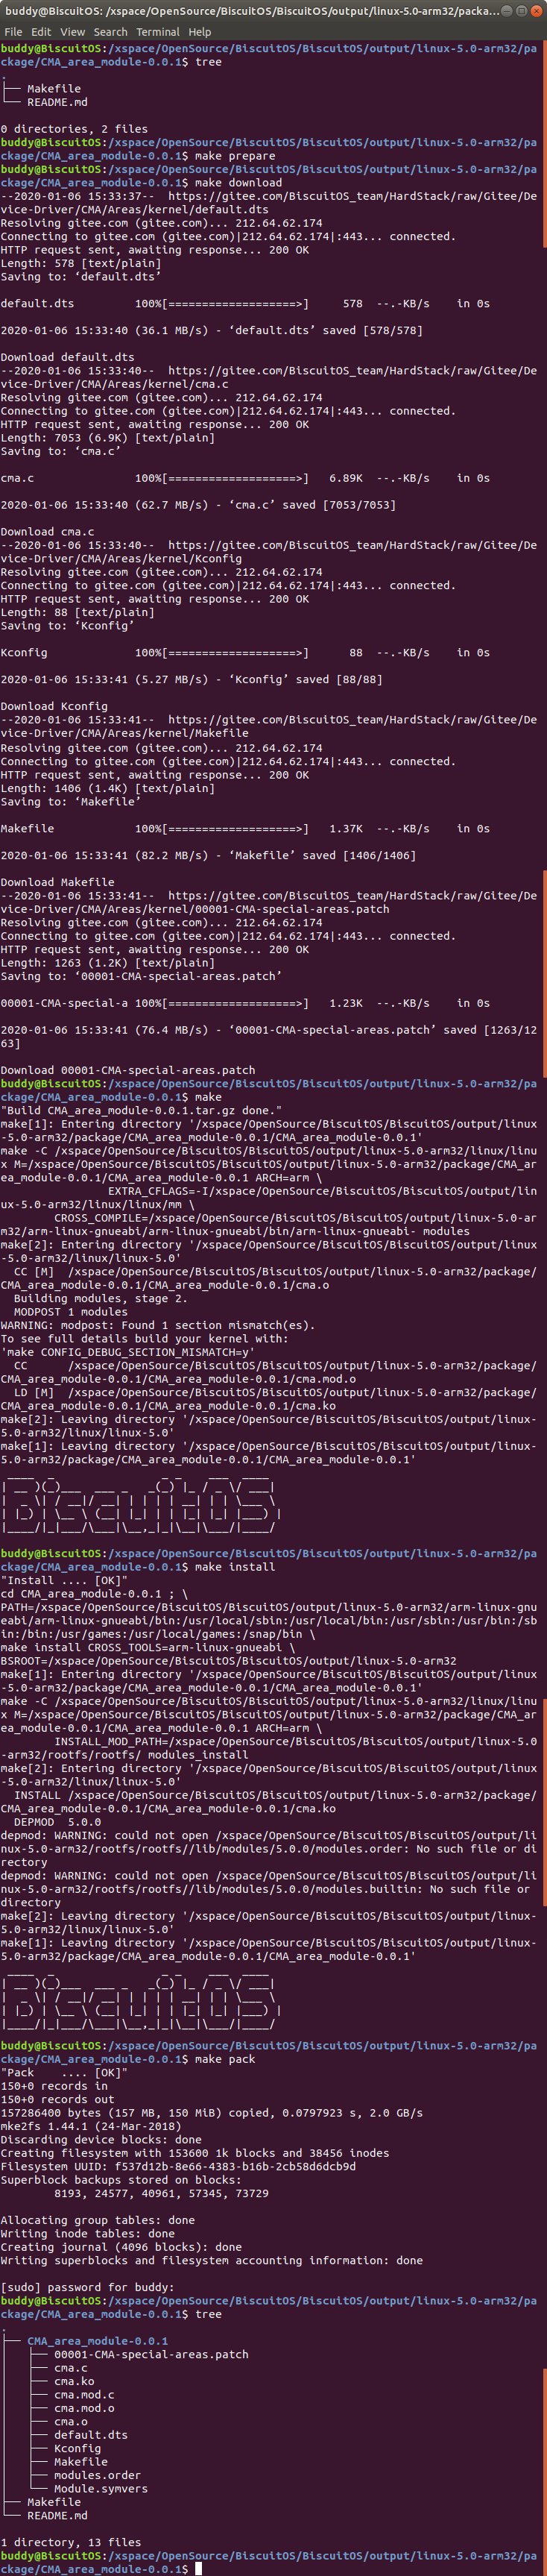 buddy@BiscuitOS: /xspace/OpenSource/BiscuitOS/BiscuitOS/output/linux-5.0-arm32/packa...
File Edit View Search Terminal Help
buddy@BiscuitOS:/xspace/OpenSource/BiscuitOS/BiscuitOS/output/linux-5.0-arm32/pa
ckage/CMA_area_module-0.0.1$ tree
.
├── Makefile
└── README.md

0 directories, 2 files
buddy@BiscuitOS:/xspace/OpenSource/BiscuitOS/BiscuitOS/output/linux-5.0-arm32/pa
ckage/CMA_area_module-0.0.1$ make prepare
buddy@BiscuitOS:/xspace/OpenSource/BiscuitOS/BiscuitOS/output/linux-5.0-arm32/pa
ckage/CMA_area_module-0.0.1$ make download
--2020-01-06 15:33:37--  https://gitee.com/BiscuitOS_team/HardStack/raw/Gitee/De
vice-Driver/CMA/Areas/kernel/default.dts
Resolving gitee.com (gitee.com)... 212.64.62.174
Connecting to gitee.com (gitee.com)|212.64.62.174|:443... connected.
HTTP request sent, awaiting response... 200 OK
Length: 578 [text/plain]
Saving to: ‘default.dts’

default.dts         100%[===================>]     578  --.-KB/s    in 0s

2020-01-06 15:33:40 (36.1 MB/s) - ‘default.dts’ saved [578/578]

Download default.dts
--2020-01-06 15:33:40--  https://gitee.com/BiscuitOS_team/HardStack/raw/Gitee/De
vice-Driver/CMA/Areas/kernel/cma.c
Resolving gitee.com (gitee.com)... 212.64.62.174
Connecting to gitee.com (gitee.com)|212.64.62.174|:443... connected.
HTTP request sent, awaiting response... 200 OK
Length: 7053 (6.9K) [text/plain]
Saving to: ‘cma.c’

cma.c               100%[===================>]   6.89K  --.-KB/s    in 0s

2020-01-06 15:33:40 (62.7 MB/s) - ‘cma.c’ saved [7053/7053]

Download cma.c
--2020-01-06 15:33:40--  https://gitee.com/BiscuitOS_team/HardStack/raw/Gitee/De
vice-Driver/CMA/Areas/kernel/Kconfig
Resolving gitee.com (gitee.com)... 212.64.62.174
Connecting to gitee.com (gitee.com)|212.64.62.174|:443... connected.
HTTP request sent, awaiting response... 200 OK
Length: 88 [text/plain]
Saving to: ‘Kconfig’

Kconfig             100%[===================>]      88  --.-KB/s    in 0s

2020-01-06 15:33:41 (5.27 MB/s) - ‘Kconfig’ saved [88/88]

Download Kconfig
--2020-01-06 15:33:41--  https://gitee.com/BiscuitOS_team/HardStack/raw/Gitee/De
vice-Driver/CMA/Areas/kernel/Makefile
Resolving gitee.com (gitee.com)... 212.64.62.174
Connecting to gitee.com (gitee.com)|212.64.62.174|:443... connected.
HTTP request sent, awaiting response... 200 OK
Length: 1406 (1.4K) [text/plain]
Saving to: ‘Makefile’

Makefile            100%[===================>]   1.37K  --.-KB/s    in 0s

2020-01-06 15:33:41 (82.2 MB/s) - ‘Makefile’ saved [1406/1406]

Download Makefile
--2020-01-06 15:33:41--  https://gitee.com/BiscuitOS_team/HardStack/raw/Gitee/De
vice-Driver/CMA/Areas/kernel/00001-CMA-special-areas.patch
Resolving gitee.com (gitee.com)... 212.64.62.174
Connecting to gitee.com (gitee.com)|212.64.62.174|:443... connected.
HTTP request sent, awaiting response... 200 OK
Length: 1263 (1.2K) [text/plain]
Saving to: ‘00001-CMA-special-areas.patch’

00001-CMA-special-a 100%[===================>]   1.23K  --.-KB/s    in 0s

2020-01-06 15:33:41 (76.4 MB/s) - ‘00001-CMA-special-areas.patch’ saved [1263/12
63]

Download 00001-CMA-special-areas.patch
buddy@BiscuitOS:/xspace/OpenSource/BiscuitOS/BiscuitOS/output/linux-5.0-arm32/pa
ckage/CMA_area_module-0.0.1$ make
"Build CMA_area_module-0.0.1.tar.gz done."
make[1]: Entering directory '/xspace/OpenSource/BiscuitOS/BiscuitOS/output/linux
-5.0-arm32/package/CMA_area_module-0.0.1/CMA_area_module-0.0.1'
make -C /xspace/OpenSource/BiscuitOS/BiscuitOS/output/linux-5.0-arm32/linux/linu
x M=/xspace/OpenSource/BiscuitOS/BiscuitOS/output/linux-5.0-arm32/package/CMA_ar
ea_module-0.0.1/CMA_area_module-0.0.1 ARCH=arm \
EXTRA_CFLAGS=-I/xspace/OpenSource/BiscuitOS/BiscuitOS/output/lin
ux-5.0-arm32/linux/linux/mm \
CROSS_COMPILE=/xspace/OpenSource/BiscuitOS/BiscuitOS/output/linux-5.0-ar
m32/arm-linux-gnueabi/arm-linux-gnueabi/bin/arm-linux-gnueabi- modules
make[2]: Entering directory '/xspace/OpenSource/BiscuitOS/BiscuitOS/output/linux
-5.0-arm32/linux/linux-5.0'
CC [M]  /xspace/OpenSource/BiscuitOS/BiscuitOS/output/linux-5.0-arm32/package/
CMA_area_module-0.0.1/CMA_area_module-0.0.1/cma.o
Building modules, stage 2.
MODPOST 1 modules
WARNING: modpost: Found 1 section mismatch(es).
To see full details build your kernel with:
'make CONFIG_DEBUG_SECTION_MISMATCH=y'
CC      /xspace/OpenSource/BiscuitOS/BiscuitOS/output/linux-5.0-arm32/package/
CMA_area_module-0.0.1/CMA_area_module-0.0.1/cma.mod.o
LD [M]  /xspace/OpenSource/BiscuitOS/BiscuitOS/output/linux-5.0-arm32/package/
CMA_area_module-0.0.1/CMA_area_module-0.0.1/cma.ko
make[2]: Leaving directory '/xspace/OpenSource/BiscuitOS/BiscuitOS/output/linux-
5.0-arm32/linux/linux-5.0'
make[1]: Leaving directory '/xspace/OpenSource/BiscuitOS/BiscuitOS/output/linux-
5.0-arm32/package/CMA_area_module-0.0.1/CMA_area_module-0.0.1'
BiscuitOS
buddy@BiscuitOS:/xspace/OpenSource/BiscuitOS/BiscuitOS/output/linux-5.0-arm32/pa
ckage/CMA_area_module-0.0.1$ make install
"Install .... [OK]"
cd CMA_area_module-0.0.1 ; \
PATH=/xspace/OpenSource/BiscuitOS/BiscuitOS/output/linux-5.0-arm32/arm-linux-gnu
eabi/arm-linux-gnueabi/bin:/usr/local/sbin:/usr/local/bin:/usr/sbin:/usr/bin:/sb
in:/bin:/usr/games:/usr/local/games:/snap/bin \
make install CROSS_TOOLS=arm-linux-gnueabi \
BSROOT=/xspace/OpenSource/BiscuitOS/BiscuitOS/output/linux-5.0-arm32
make[1]: Entering directory '/xspace/OpenSource/BiscuitOS/BiscuitOS/output/linux
-5.0-arm32/package/CMA_area_module-0.0.1/CMA_area_module-0.0.1'
make -C /xspace/OpenSource/BiscuitOS/BiscuitOS/output/linux-5.0-arm32/linux/linu
x M=/xspace/OpenSource/BiscuitOS/BiscuitOS/output/linux-5.0-arm32/package/CMA_ar
ea_module-0.0.1/CMA_area_module-0.0.1 ARCH=arm \
INSTALL_MOD_PATH=/xspace/OpenSource/BiscuitOS/BiscuitOS/output/linux-5.0
-arm32/rootfs/rootfs/ modules_install
make[2]: Entering directory '/xspace/OpenSource/BiscuitOS/BiscuitOS/output/linux
-5.0-arm32/linux/linux-5.0'
INSTALL /xspace/OpenSource/BiscuitOS/BiscuitOS/output/linux-5.0-arm32/package/
CMA_area_module-0.0.1/CMA_area_module-0.0.1/cma.ko
DEPMOD  5.0.0
depmod: WARNING: could not open /xspace/OpenSource/BiscuitOS/BiscuitOS/output/li
nux-5.0-arm32/rootfs/rootfs//lib/modules/5.0.0/modules.order: No such file or di
rectory
depmod: WARNING: could not open /xspace/OpenSource/BiscuitOS/BiscuitOS/output/li
nux-5.0-arm32/rootfs/rootfs//lib/modules/5.0.0/modules.builtin: No such file or
directory
make[2]: Leaving directory '/xspace/OpenSource/BiscuitOS/BiscuitOS/output/linux-
5.0-arm32/linux/linux-5.0'
make[1]: Leaving directory '/xspace/OpenSource/BiscuitOS/BiscuitOS/output/linux-
5.0-arm32/package/CMA_area_module-0.0.1/CMA_area_module-0.0.1'
BiscuitOS
buddy@BiscuitOS:/xspace/OpenSource/BiscuitOS/BiscuitOS/output/linux-5.0-arm32/pa
ckage/CMA_area_module-0.0.1$ make pack
"Pack    .... [OK]"
150+0 records in
150+0 records out
157286400 bytes (157 MB, 150 MiB) copied, 0.0797923 s, 2.0 GB/s
mke2fs 1.44.1 (24-Mar-2018)
Discarding device blocks: done
Creating filesystem with 153600 1k blocks and 38456 inodes
Filesystem UUID: f537d12b-8e66-4383-b16b-2cb58d6dcb9d
Superblock backups stored on blocks:
8193, 24577, 40961, 57345, 73729

Allocating group tables: done
Writing inode tables: done
Creating journal (4096 blocks): done
Writing superblocks and filesystem accounting information: done

[sudo] password for buddy:
buddy@BiscuitOS:/xspace/OpenSource/BiscuitOS/BiscuitOS/output/linux-5.0-arm32/pa
ckage/CMA_area_module-0.0.1$ tree
.
├── CMA_area_module-0.0.1
│   ├── 00001-CMA-special-areas.patch
│   ├── cma.c
│   ├── cma.ko
│   ├── cma.mod.c
│   ├── cma.mod.o
│   ├── cma.o
│   ├── default.dts
│   ├── Kconfig
│   ├── Makefile
│   ├── modules.order
│   └── Module.symvers
├── Makefile
└── README.md

1 directory, 13 files
buddy@BiscuitOS:/xspace/OpenSource/BiscuitOS/BiscuitOS/output/linux-5.0-arm32/pa
ckage/CMA_area_module-0.0.1$